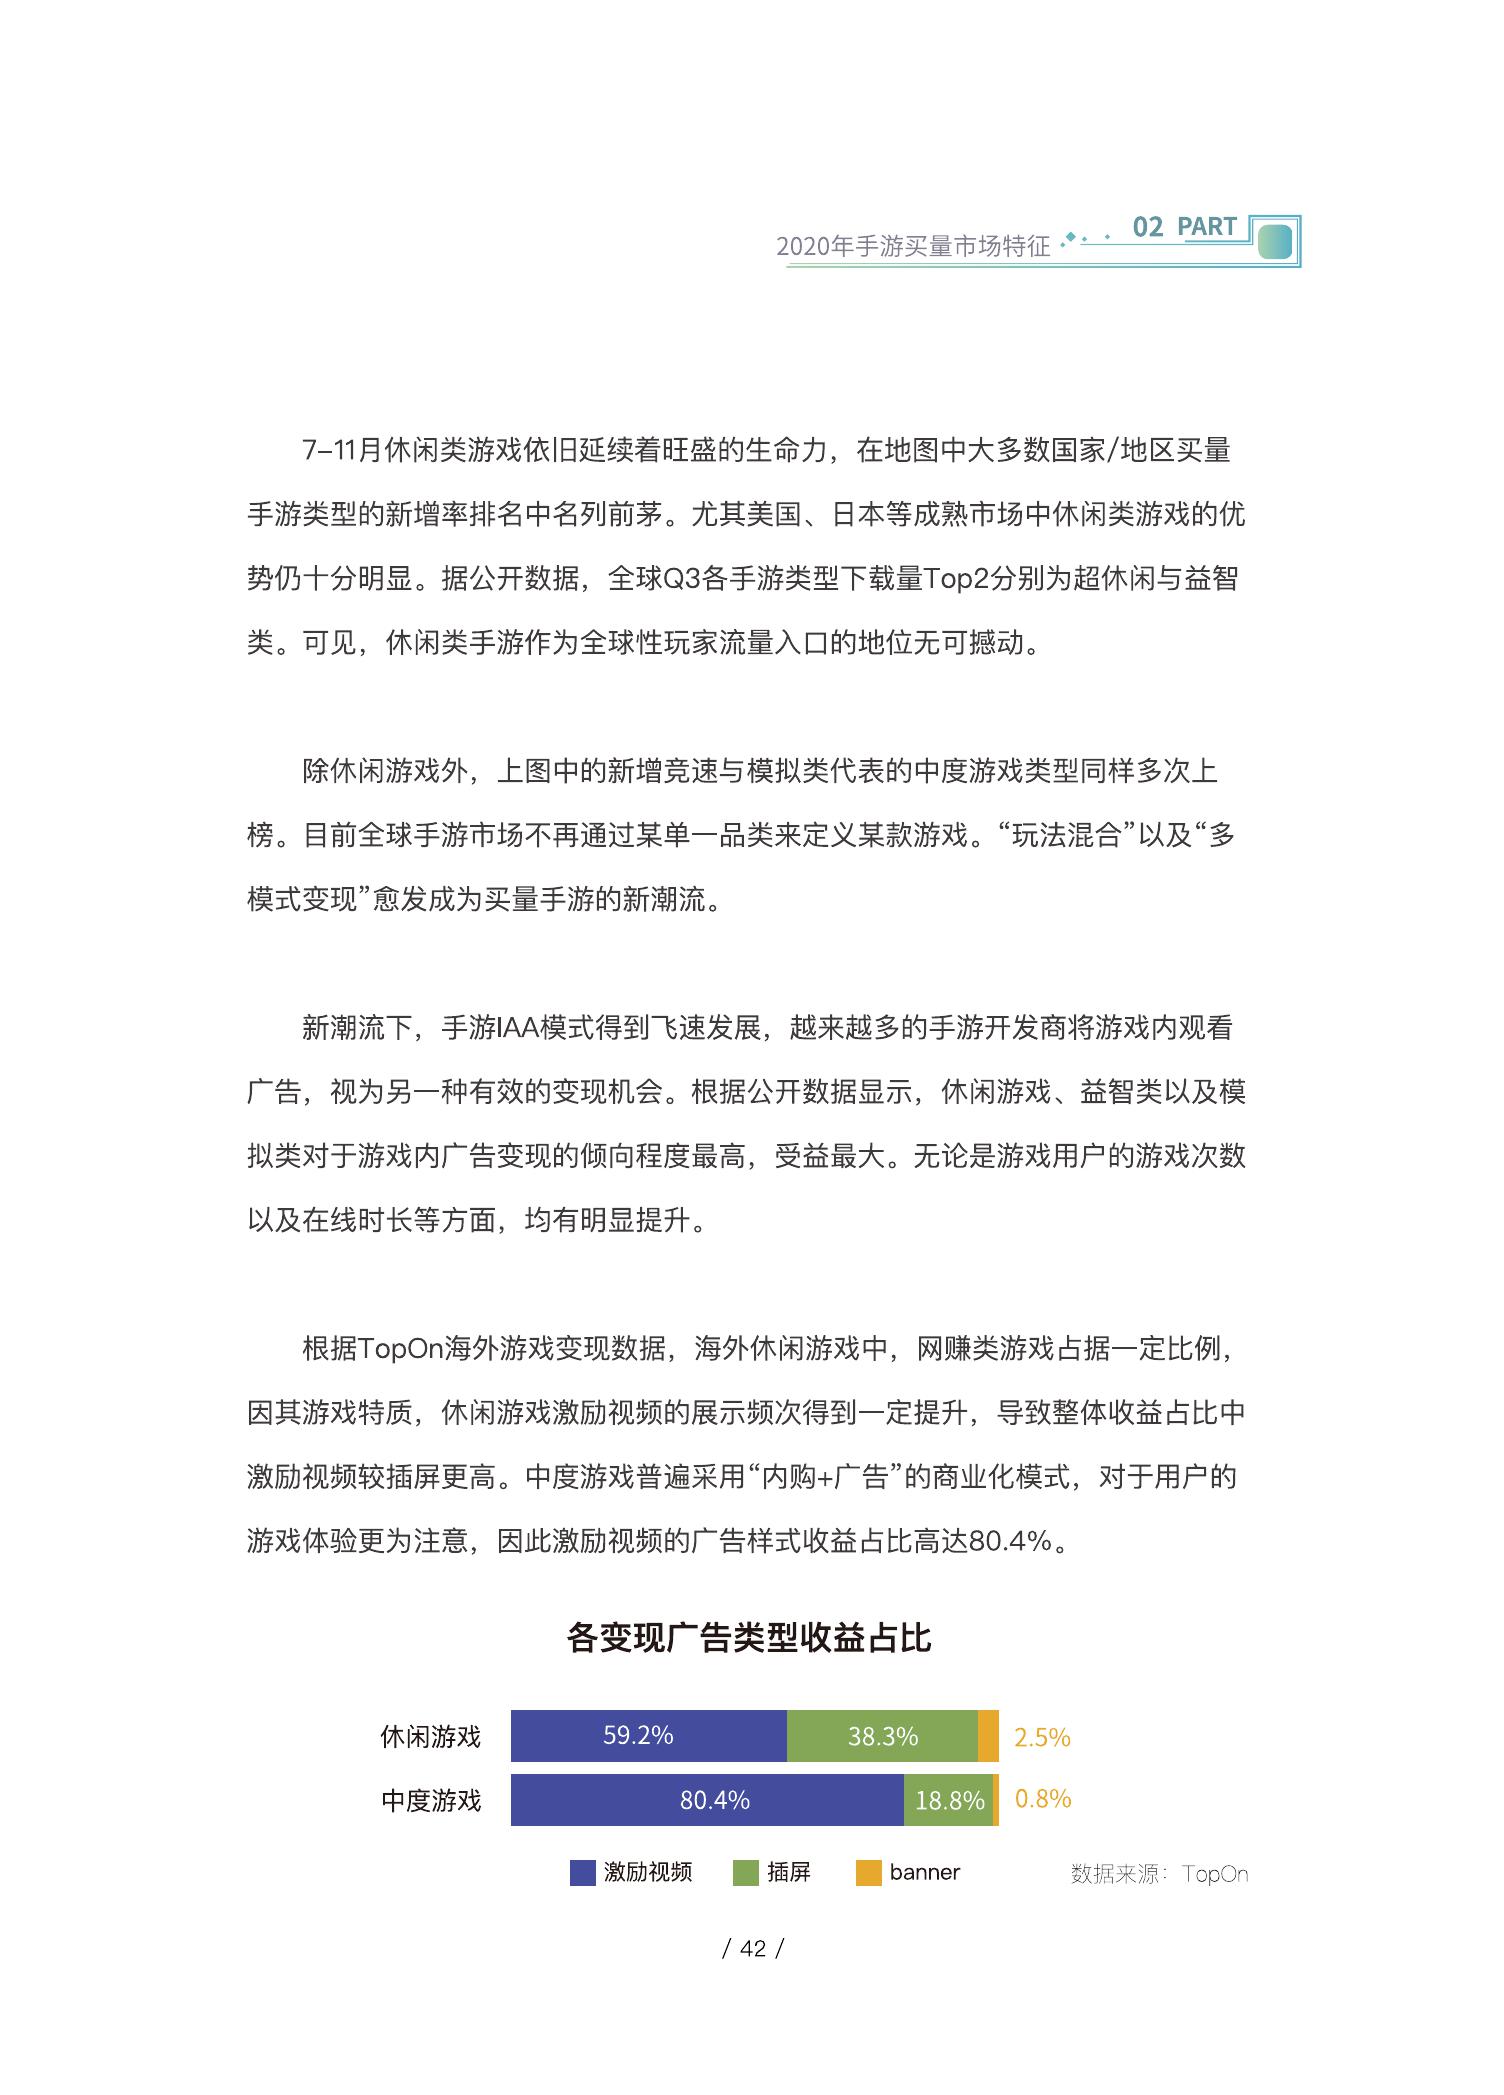 2020年手游买量市场特征
02 PART
7-11月休闲类游戏依旧延续着旺盛的生命力，在地图中大多数国家/地区买量
手游类型的新增率排名中名列前茅。尤其美国、日本等成熟市场中休闲类游戏的优
势仍十分明显。据公开数据，全球Q3各手游类型下载量Top2分别为超休闲与益智
类。可见，休闲类手游作为全球性玩家流量入口的地位无可撼动。
除休闲游戏外，上图中的新增竞速与模拟类代表的中度游戏类型同样多次上
榜。目前全球手游市场不再通过某单一品类来定义某款游戏。“玩法混合”以及“多
模式变现”愈发成为买量手游的新潮流。
新潮流下，手游IAA模式得到飞速发展，越来越多的手游开发商将游戏内观看
广告，视为另一种有效的变现机会。根据公开数据显示，休闲游戏、益智类以及模
拟类对于游戏内广告变现的倾向程度最高，受益最大。无论是游戏用户的游戏次数
以及在线时长等方面，均有明显提升。
根据TopOn海外游戏变现数据，海外休闲游戏中，网赚类游戏占据一定比例，
因其游戏特质，休闲游戏激励视频的展示频次得到一定提升，导致整体收益占比中
激励视频较插屏更高。中度游戏普遍采用“内购+广告”的商业化模式，对于用户的
游戏体验更为注意，因此激励视频的广告样式收益占比高达80.4%。
各变现广告类型收益占比
休闲游戏 59.2% 38.3% 2.5%
中度游戏 80.4% 18.8% 0.8%
激励视频 插屏 banner 数据来源：TopOn
/ 42 /